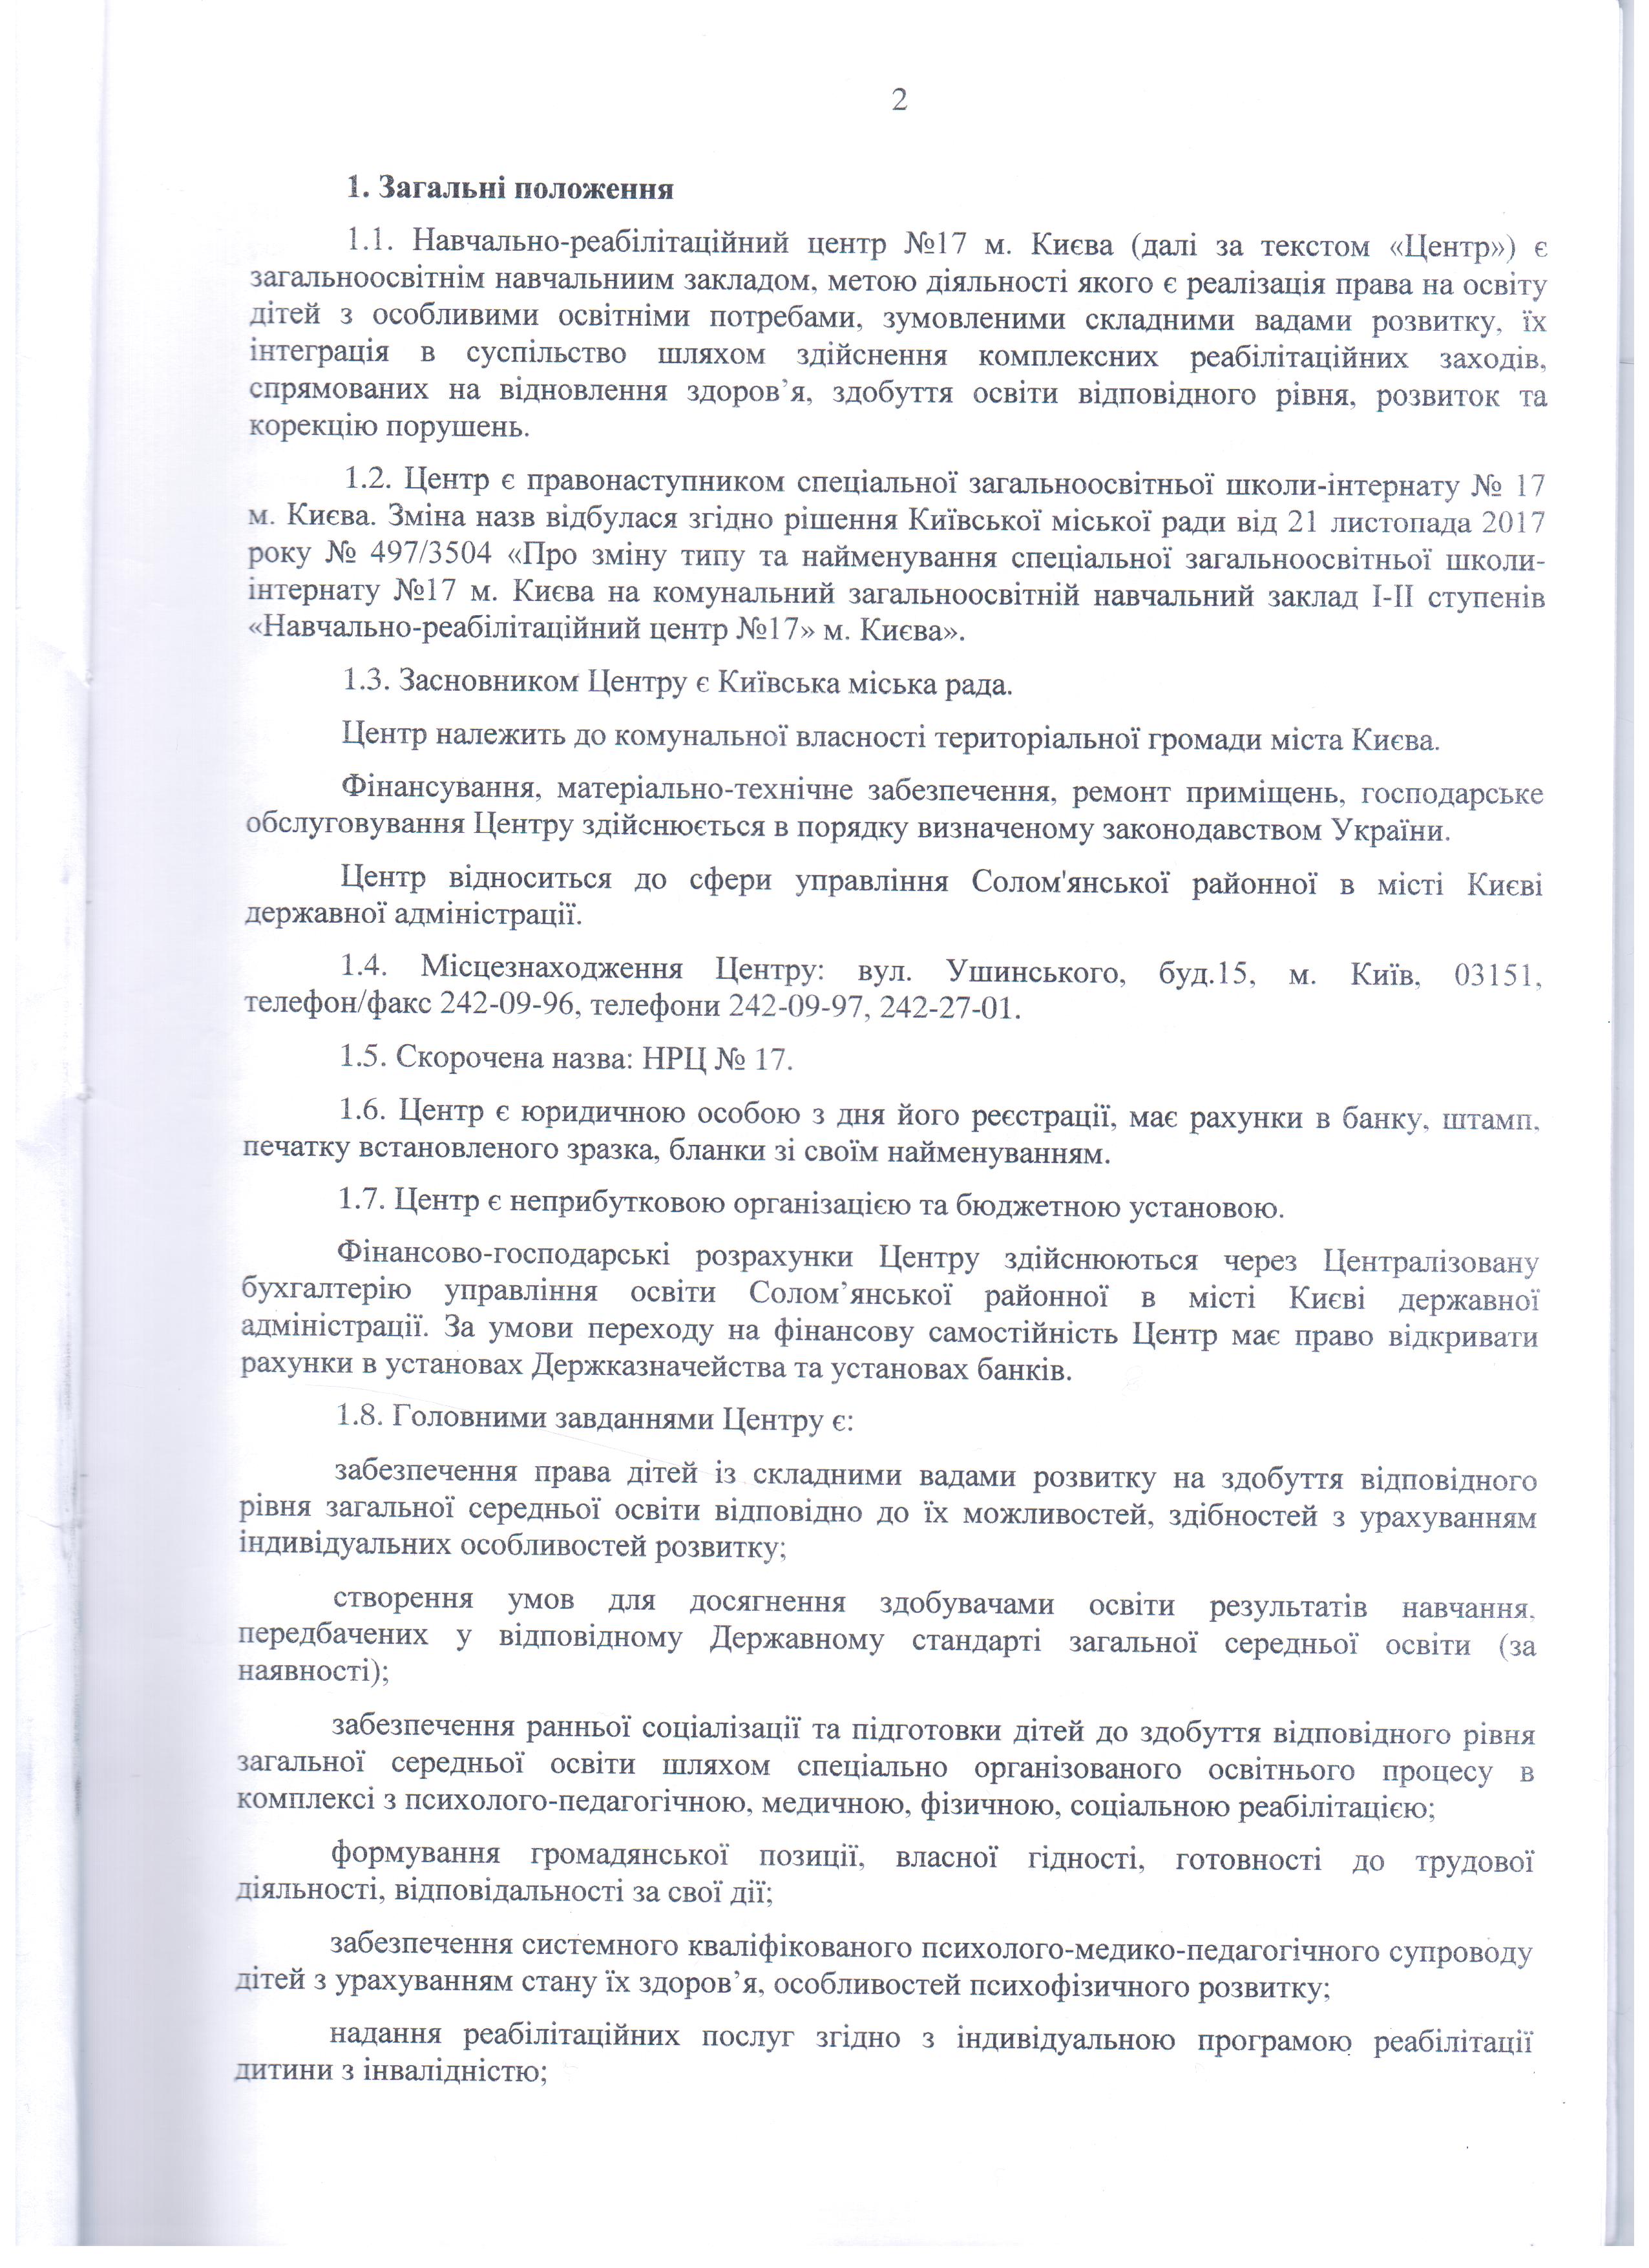 2
1. Загальні положення
1.1. Навчально-реабілітаційний центр №17 м. Києва (далі за текстом «Центр») є
загальноосвітнім навчальниим закладом, метою діяльності якого є реалізація права на освіту
дітей з особливими освітніми потребами, зумовленими складними вадами розвитку, їх
інтеграція в суспільство шляхом здійснення комплексних реабілітаційних заходів,
спрямованих на відновлення здоров’я, здобуття освіти відповідного рівня, розвиток та
корекцію порушень.
1.2. Центр є правонаступником спеціальної загальноосвітньої школи-інтернату № 17
м. Києва. Зміна назв відбулася згідно рішення Київської міської ради від 21 листопада 2017
року № 497/3504 «Про зміну типу та найменування спеціальної загальноосвітньої школи-
інтернату №17 м. Києва на комунальний загальноосвітній навчальний заклад І-ІІ ступенів
«Навчально-реабілітаційний центр №17» м. Києва».
1.3. Засновником Центру є Київська міська рада.
Центр належить до комунальної власності територіальної громади міста Києва.
Фінансування, матеріально-технічне забезпечення, ремонт приміщень, господарське
обслуговування Центру здійснюється в порядку визначеному законодавством України.
Центр відноситься до сфери управління Солом'янської районної в місті Києві
державної адміністрації.
1.4. Місцезнаходження Центру: вул. Ушинського, буд.15, м. Київ, 03151,
телефон/факс 242-09-96, телефони 242-09-97, 242-27-01.
1.5. Скорочена назва: НРЦ № 17.
1.6. Центр є юридичною особою з дня його реєстрації, має рахунки в банку, штамп,
печатку встановленого зразка, бланки зі своїм найменуванням.
1.7. Центр є неприбутковою організацією та бюджетною установою.
Фінансово-господарські розрахунки Центру здійснюються через Централізовану
бухгалтерію управління освіти Солом’янської районної в місті Києві державної
адміністрації. За умови переходу на фінансову самостійність Центр має право відкривати
рахунки в установах Держказначейства та установах банків.
1.8. Головними завданнями Центру є:
забезпечення права дітей із складними вадами розвитку на здобуття відповідного
рівня загальної середньої освіти відповідно до їх можливостей, здібностей з урахуванням
індивідуальних особливостей розвитку;
створення умов для досягнення здобувачами освіти результатів навчання,
передбачених у відповідному Державному стандарті загальної середньої освіти (за
наявності);
забезпечення ранньої соціалізації та підготовки дітей до здобуття відповідного рівня
загальної середньої освіти шляхом спеціально організованого освітнього процесу в
комплексі з психолого-педагогічною, медичною, фізичною, соціальною реабілітацією;
формування громадянської позиції, власної гідності, готовності до трудової
діяльності, відповідальності за свої дії;
забезпечення системного кваліфікованого психолого-медико-педагогічного супроводу
дітей з урахуванням стану їх здоров’я, особливостей психофізичного розвитку;
надання реабілітаційних послуг згідно з індивідуальною програмою реабілітації
дитини з інвалідністю;